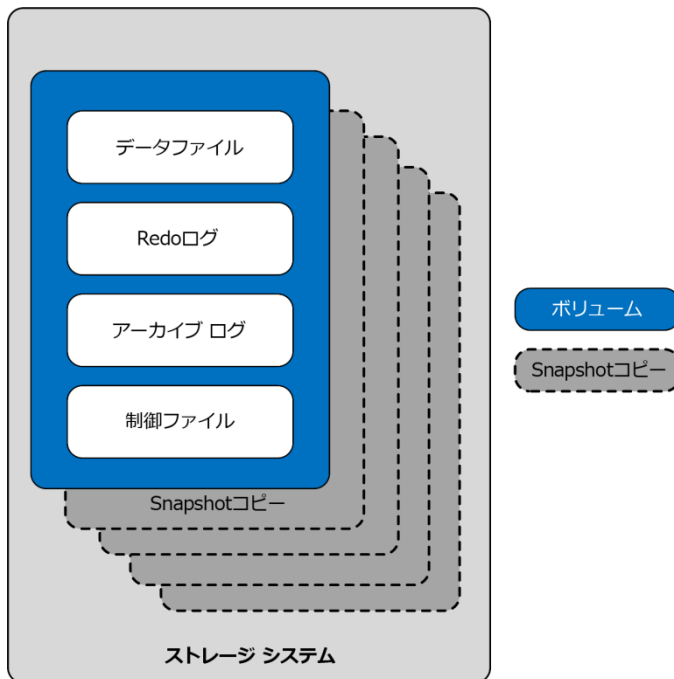 データファイル
Redoログ
アーカイブ ログ
制御ファイル
Snapshotコピー
ストレージ システム
ボリューム
Snapshotコピー